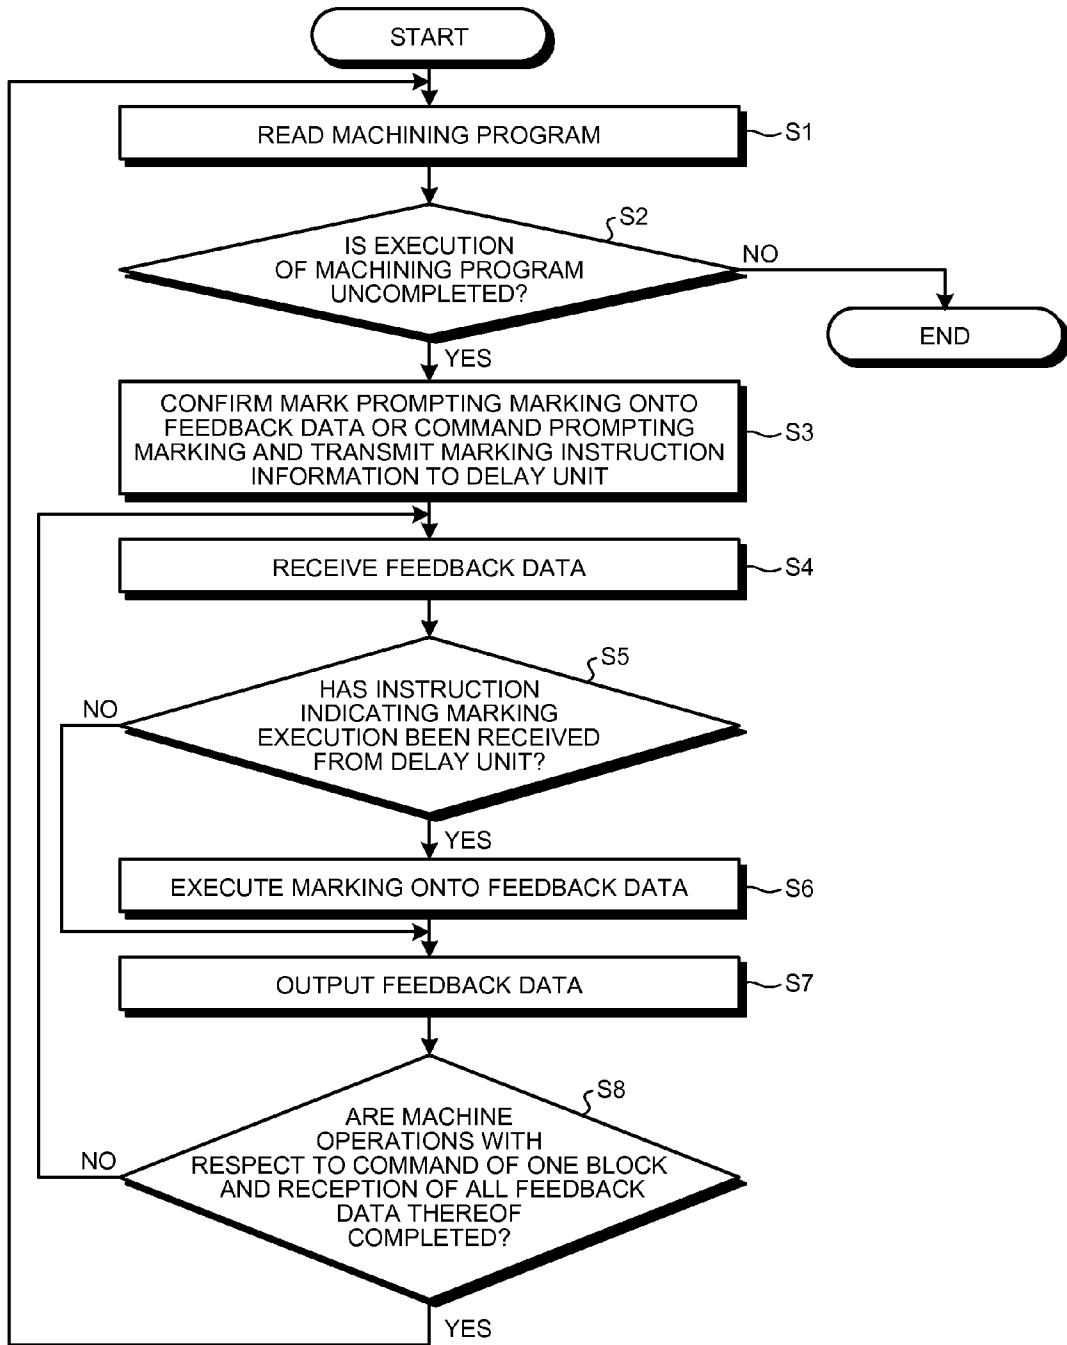 START
READ MACHINING PROGRAM
S1
S2
IS EXECUTION
OF MACHINING PROGRAM
UNCOMPLETED?
NO
END
YES
CONFIRM MARK PROMPTING MARKING ONTO
FEEDBACK DATA OR COMMAND PROMPTING
MARKING AND TRANSMIT MARKING INSTRUCTION
INFORMATION TO DELAY UNIT
S3
RECEIVE FEEDBACK DATA
S4
S5
HAS INSTRUCTION
INDICATING MARKING
EXECUTION BEEN RECEIVED
FROM DELAY UNIT?
NO
YES
EXECUTE MARKING ONTO FEEDBACK DATA
S6
OUTPUT FEEDBACK DATA
S7
S8
ARE MACHINE
OPERATIONS WITH
RESPECT TO COMMAND OF ONE BLOCK
AND RECEPTION OF ALL FEEDBACK
DATA THEREOF
COMPLETED?
NO
YES